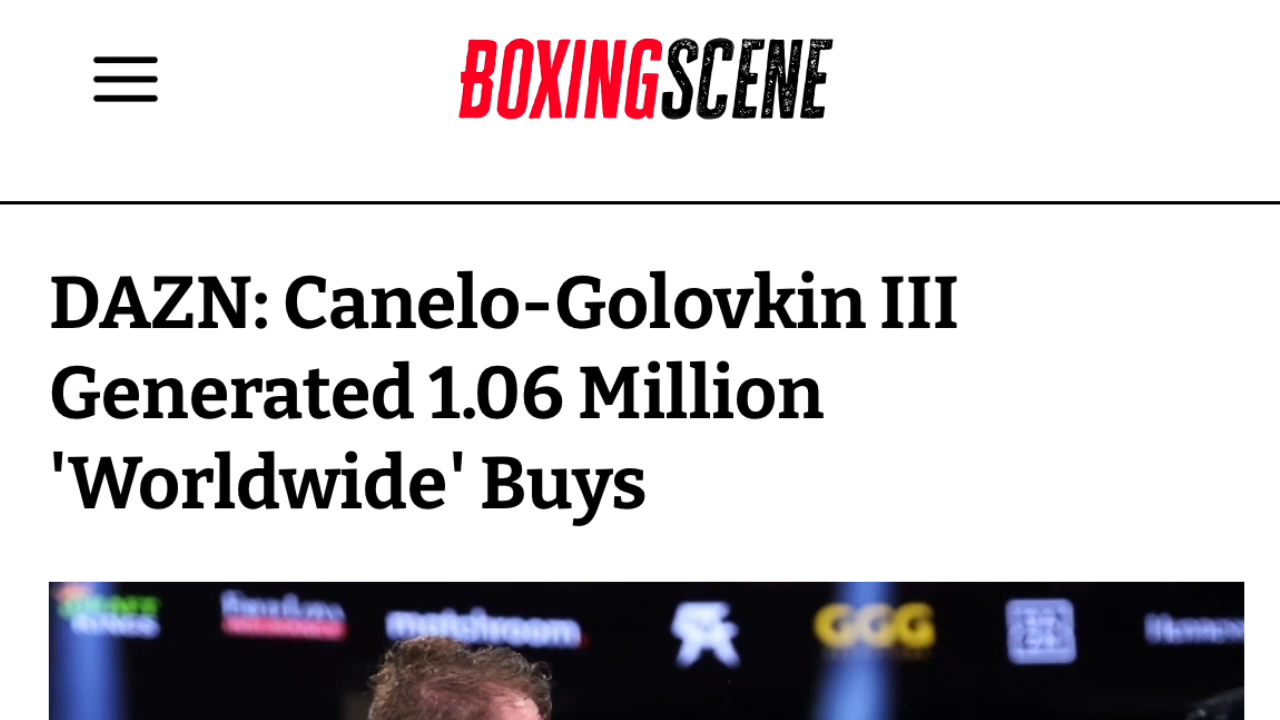 BOXINGSCENE
DAZN: Canelo-Golovkin III
Generated 1.06 Million
'Worldwide' Buys
matchroom
GGG